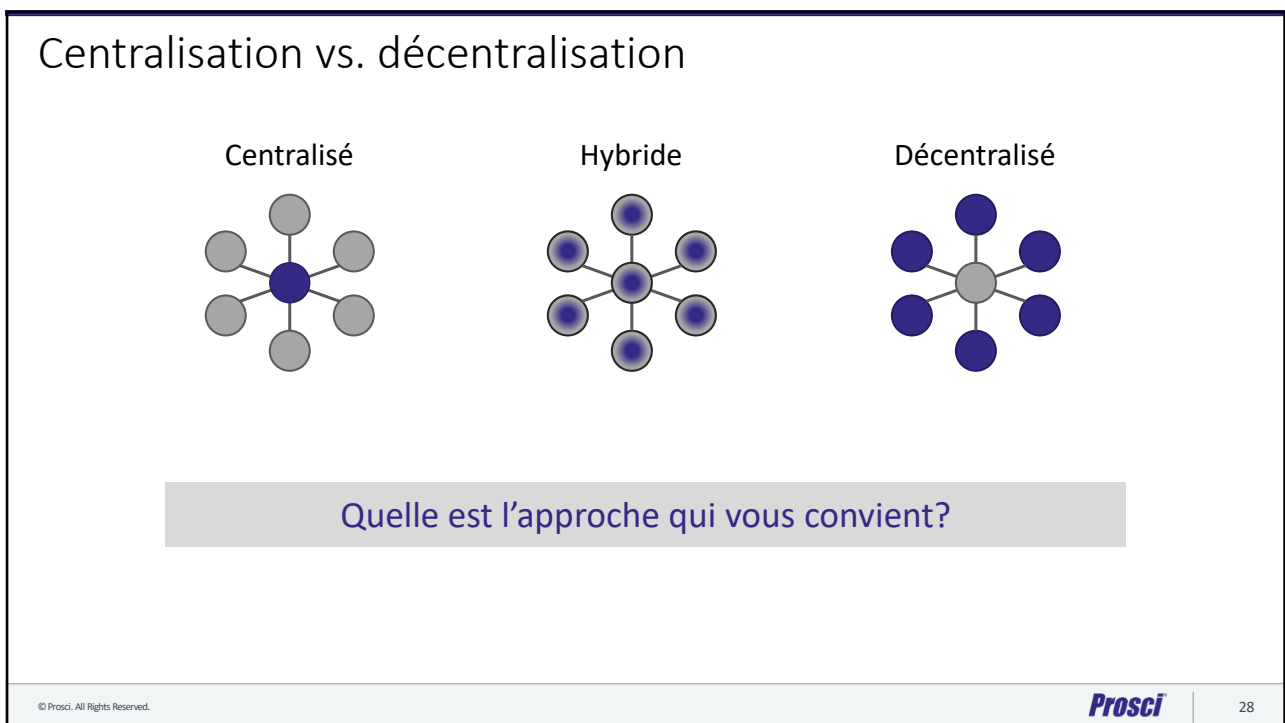 Centralisation vs. décentralisation
Centralisé
Hybride
Décentralisé
Quelle est l’approche qui vous convient?
© Prosci. All Rights Reserved.
Prosci
28